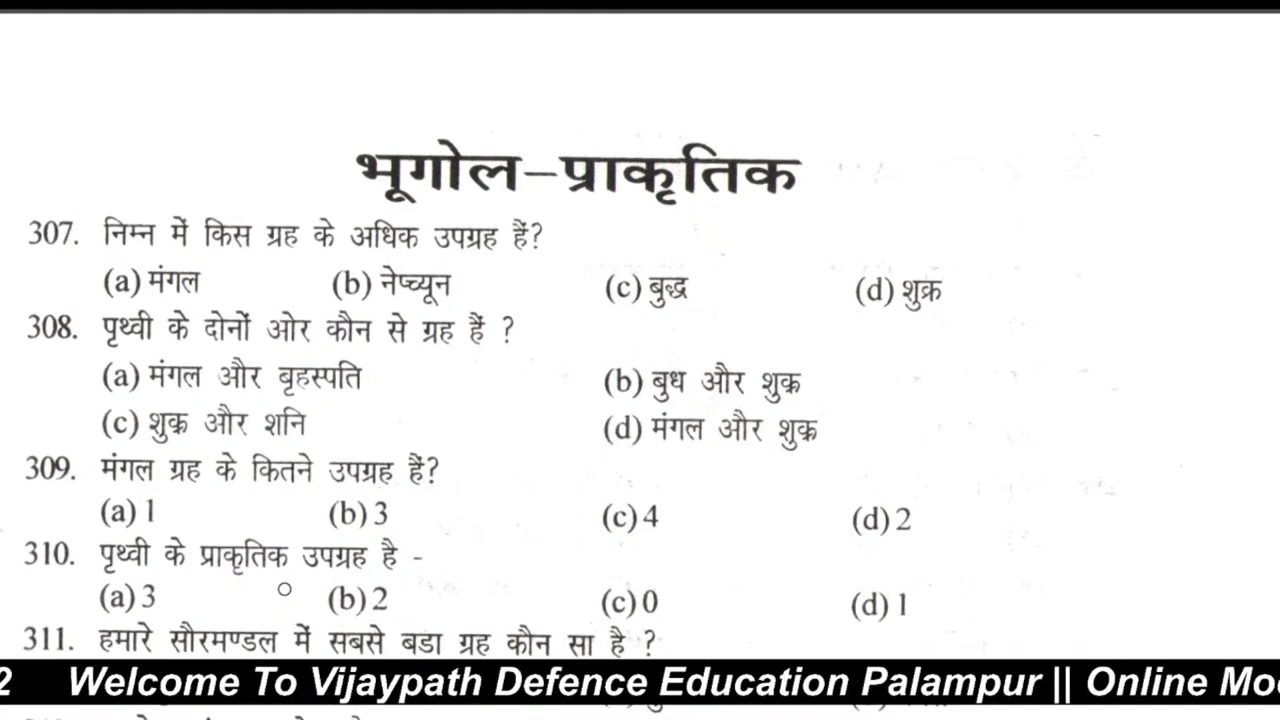 भूगोल–प्राकृतिक
307. निम्न में किस ग्रह के अधिक उपग्रह हैं?
(a) मंगल (b) नेप्च्यून (c) बुद्ध (d) शुक्र
308. पृथ्वी के दोनों ओर कौन से ग्रह हैं ?
(a) मंगल और बृहस्पति (b) बुध और शुक्र
(c) शुक्र और शनि (d) मंगल और शुक्र
309. मंगल ग्रह के कितने उपग्रह हैं?
(a) 1 (b) 3 (c) 4 (d) 2
310. पृथ्वी के प्राकृतिक उपग्रह है -
(a) 3 (b) 2 (c) 0 (d) 1
311. हमारे सौरमण्डल में सबसे बडा ग्रह कौन सा है ?
2 Welcome To Vijaypath Defence Education Palampur || Online